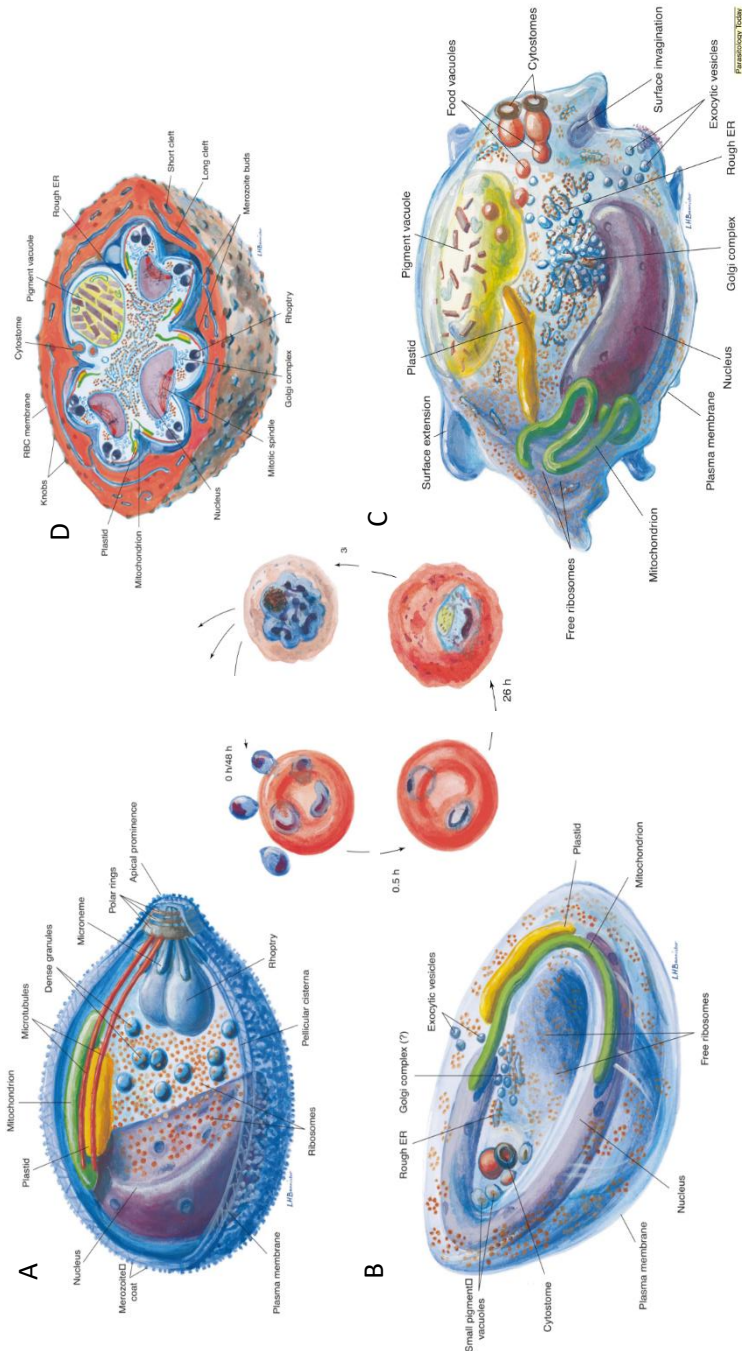 A
Mitochondrion
Microtubules
Dense granules
Microneme
Polar rings
Apical prominence
Plastid
Nucleus
Merozoite
coat
Plasma membrane
Ribosomes
Pellicular cisterna
Rhoptry
LHBannister
B
Exocytic vesicles
Golgi complex (?)
Rough ER
Small pigment
vacuoles
Cytostome
Plasma membrane
Nucleus
Free ribosomes
Mitochondrion
Plastid
LHBannister
0 h/48 h
0.5 h
26 h
D
Knobs
RBC membrane
Cytostome
Pigment vacuole
Rough ER
Short cleft
Long cleft
Merozoite buds
Plastid
Mitochondrion
Nucleus
Mitotic spindle
Golgi complex
Rhoptry
LHBannister
C
Surface extension
Plastid
Pigment vacuole
Food vacuoles
Cytostomes
Surface invagination
Exocytic vesicles
Rough ER
Golgi complex
Nucleus
Plasma membrane
Mitochondrion
Free ribosomes
LHBannister
Parasitology Today